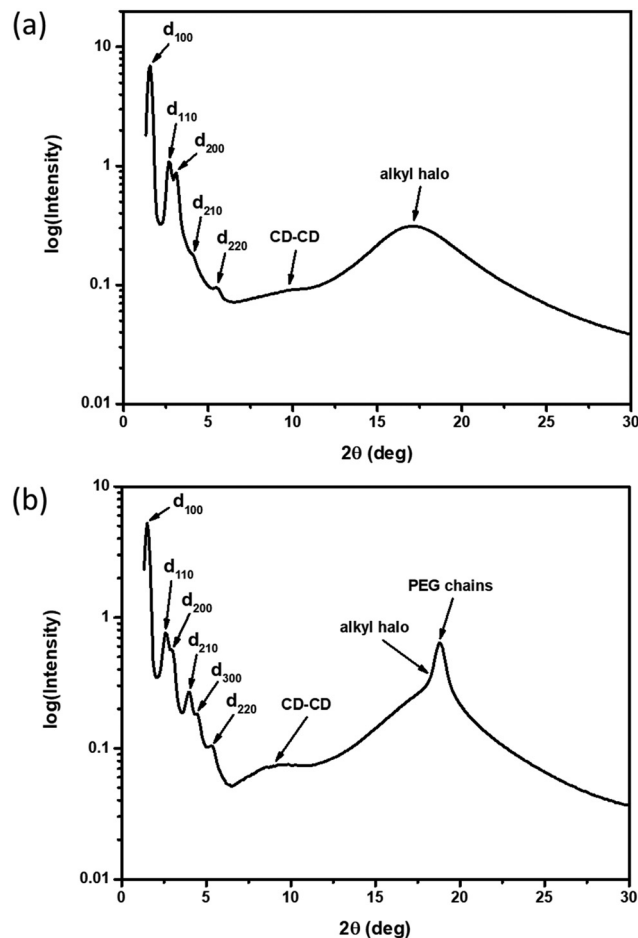 (a)
10
1
0.1
0.01
log(Intensity)
d100
d110
d200
d210
d220
CD-CD
alkyl halo
0 5 10 15 20 25 30
2θ (deg)
(b)
10
1
0.1
0.01
log(Intensity)
d100
d110
d200
d210
d300
d220
CD-CD
alkyl halo
PEG chains
0 5 10 15 20 25 30
2θ (deg)